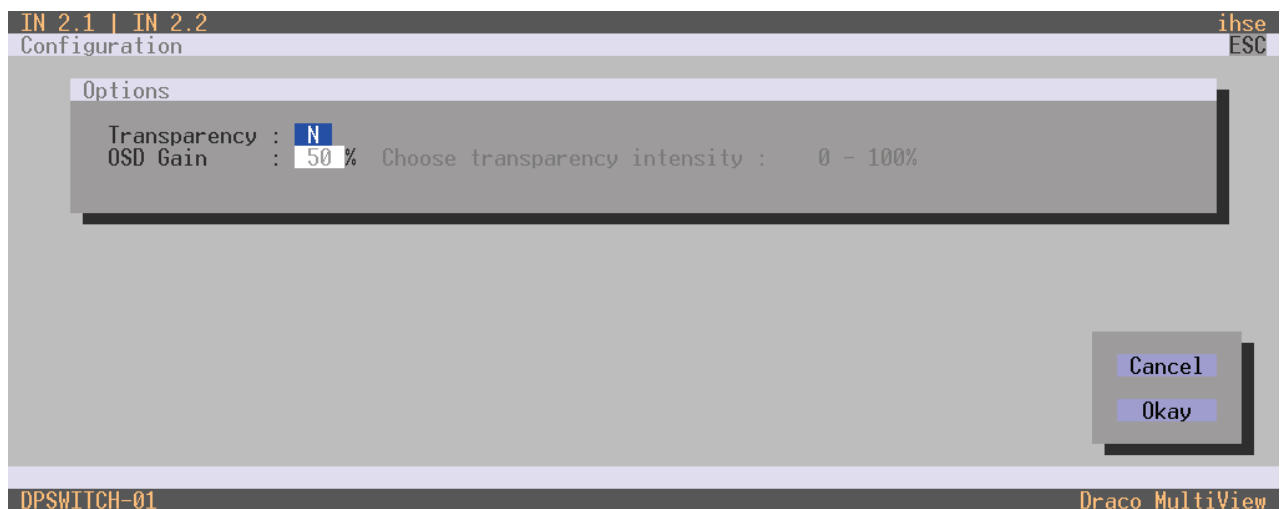 IN 2.1 | IN 2.2 ihse
Configuration ESC
Options
Transparency : N
OSD Gain : 50 % Choose transparency intensity : 0 - 100%
Cancel
Okay
DPSWITCH-01 Draco MultiView